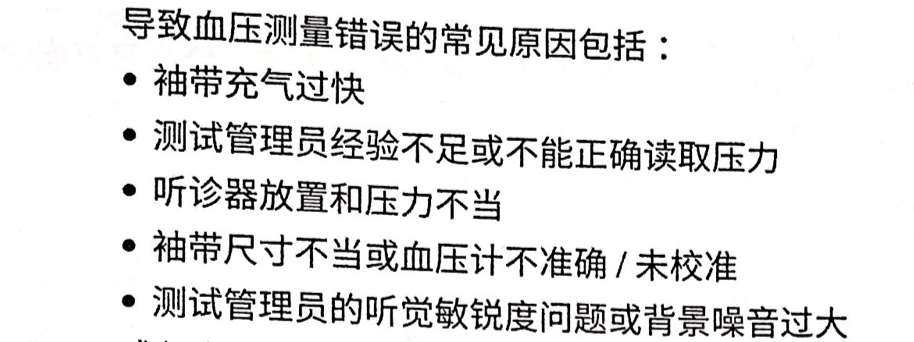 导致血压测量错误的常见原因包括：
• 袖带充气过快
• 测试管理员经验不足或不能正确读取压力
• 听诊器放置和压力不当
• 袖带尺寸不当或血压计不准确 / 未校准
• 测试管理员的听觉敏锐度问题或背景噪音过大